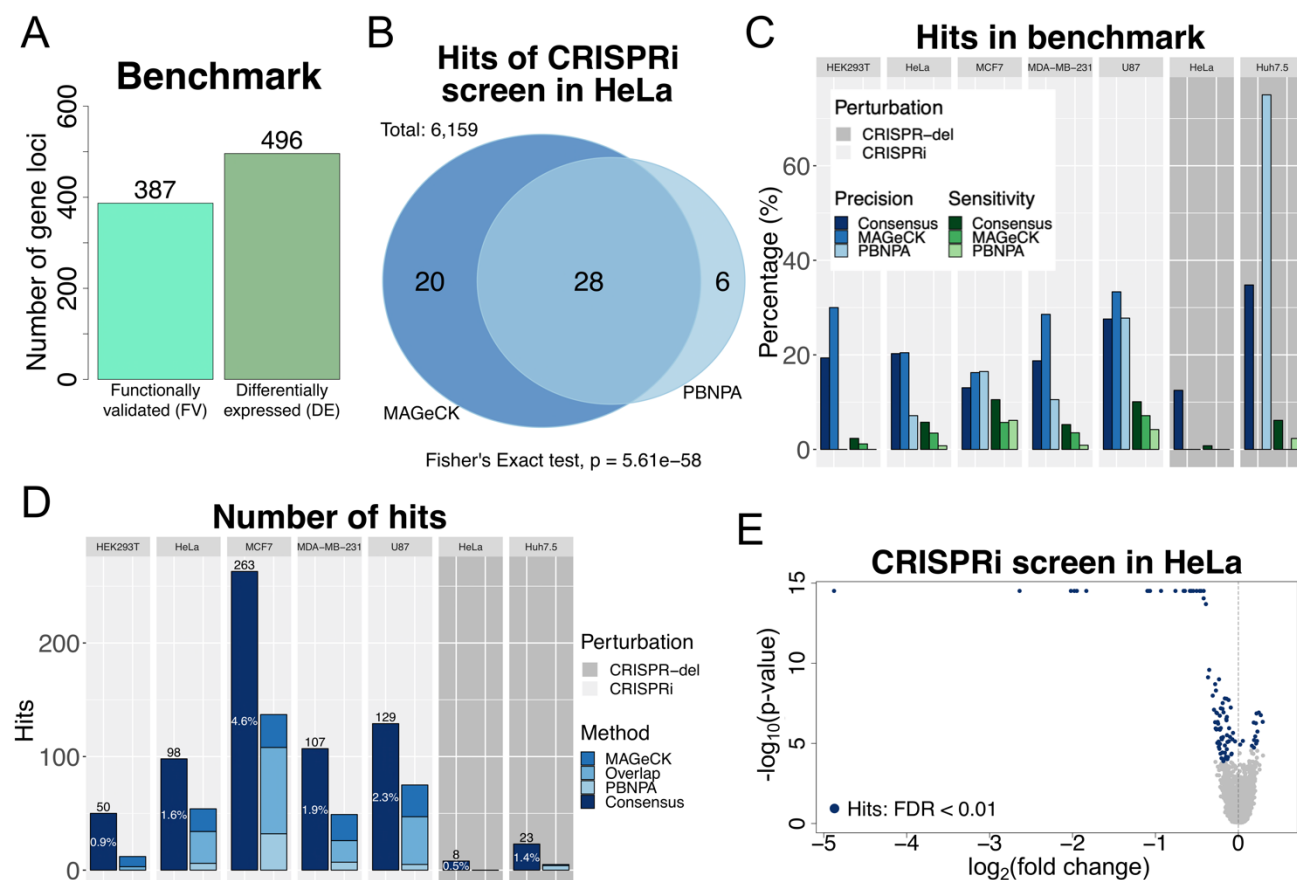 A
Benchmark
Number of gene loci
0
200
400
600
387
496
Functionally
validated (FV)
Differentially
expressed (DE)
B
Hits of CRISPRi
screen in HeLa
Total: 6,159
20
28
6
MAGeCK
PBNPA
Fisher's Exact test, p = 5.61e−58
C
Hits in benchmark
HEK293T
HeLa
MCF7
MDA−MB−231
U87
HeLa
Huh7.5
Percentage (%)
60
40
20
0
Perturbation
CRISPR−del
CRISPRi
Precision
Consensus
MAGeCK
PBNPA
Sensitivity
Consensus
MAGeCK
PBNPA
D
Number of hits
HEK293T
HeLa
MCF7
MDA−MB−231
U87
HeLa
Huh7.5
Hits
200
100
0
50
0.9%
98
1.6%
263
4.6%
107
1.9%
129
2.3%
8
0.5%
23
1.4%
Perturbation
CRISPR−del
CRISPRi
Method
MAGeCK
Overlap
PBNPA
Consensus
E
CRISPRi screen in HeLa
-log10(p-value)
15
10
5
0
Hits: FDR < 0.01
−5
−4
−3
−2
−1
0
log2(fold change)